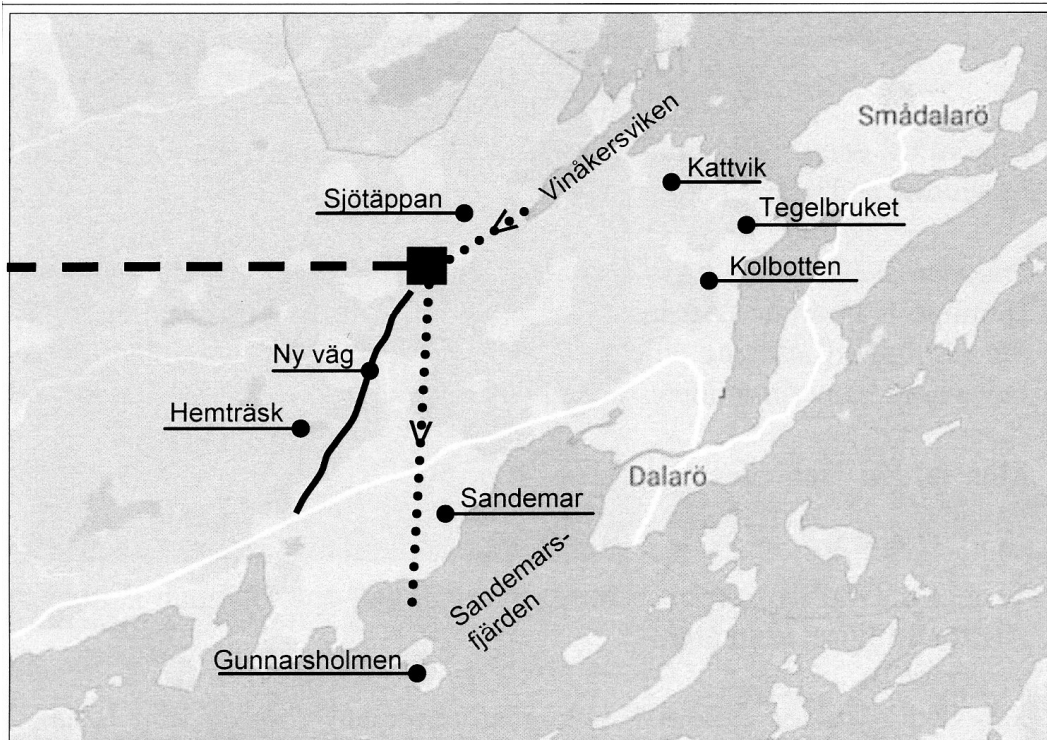 Smådalarö
Vinåkersviken
Kattvik
Sjötäppan
Tegelbruket
Kolbotten
Ny väg
Hemträsk
Dalarö
Sandemar
Sandemars-
fjärden
Gunnarsholmen